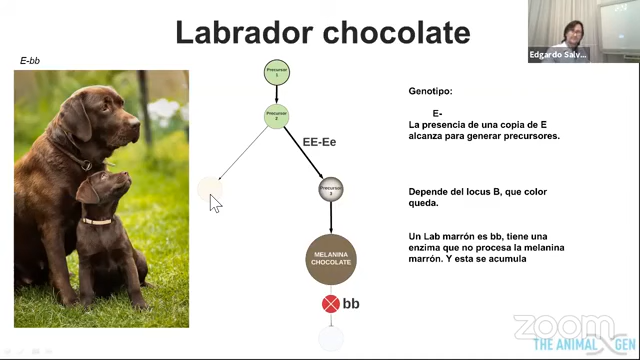 Labrador chocolate
Edgardo Salv...
E-bb
Precursor
1
Precursor
2
EE-Ee
Precursor
3
MELANINA
CHOCOLATE
bb
Genotipo:
E-
La presencia de una copia de E
alcanza para generar precursores.
Depende del locus B, que color
queda.
Un Lab marrón es bb, tiene una
enzima que no procesa la melanina
marrón. Y esta se acumula
zoom
THE ANIMAL GEN